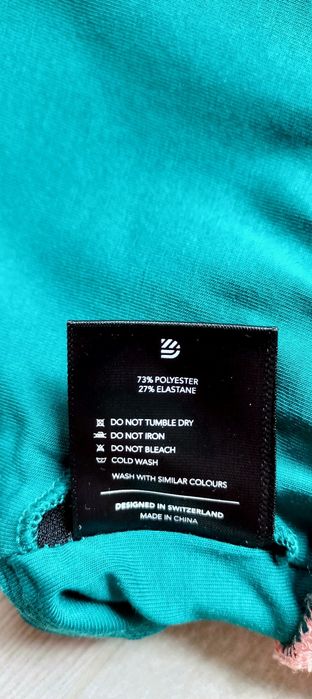 73% POLYESTER
27% ELASTANE
DO NOT TUMBLE DRY
DO NOT IRON
DO NOT BLEACH
COLD WASH
WASH WITH SIMILAR COLOURS
DESIGNED IN SWITZERLAND
MADE IN CHINA